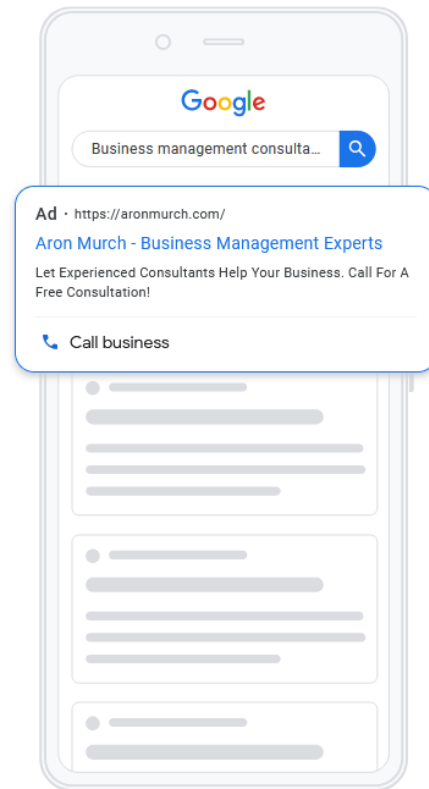 Google
Business management consulta...
Ad · https://aronmurch.com/
Aron Murch - Business Management Experts
Let Experienced Consultants Help Your Business. Call For A
Free Consultation!
Call business